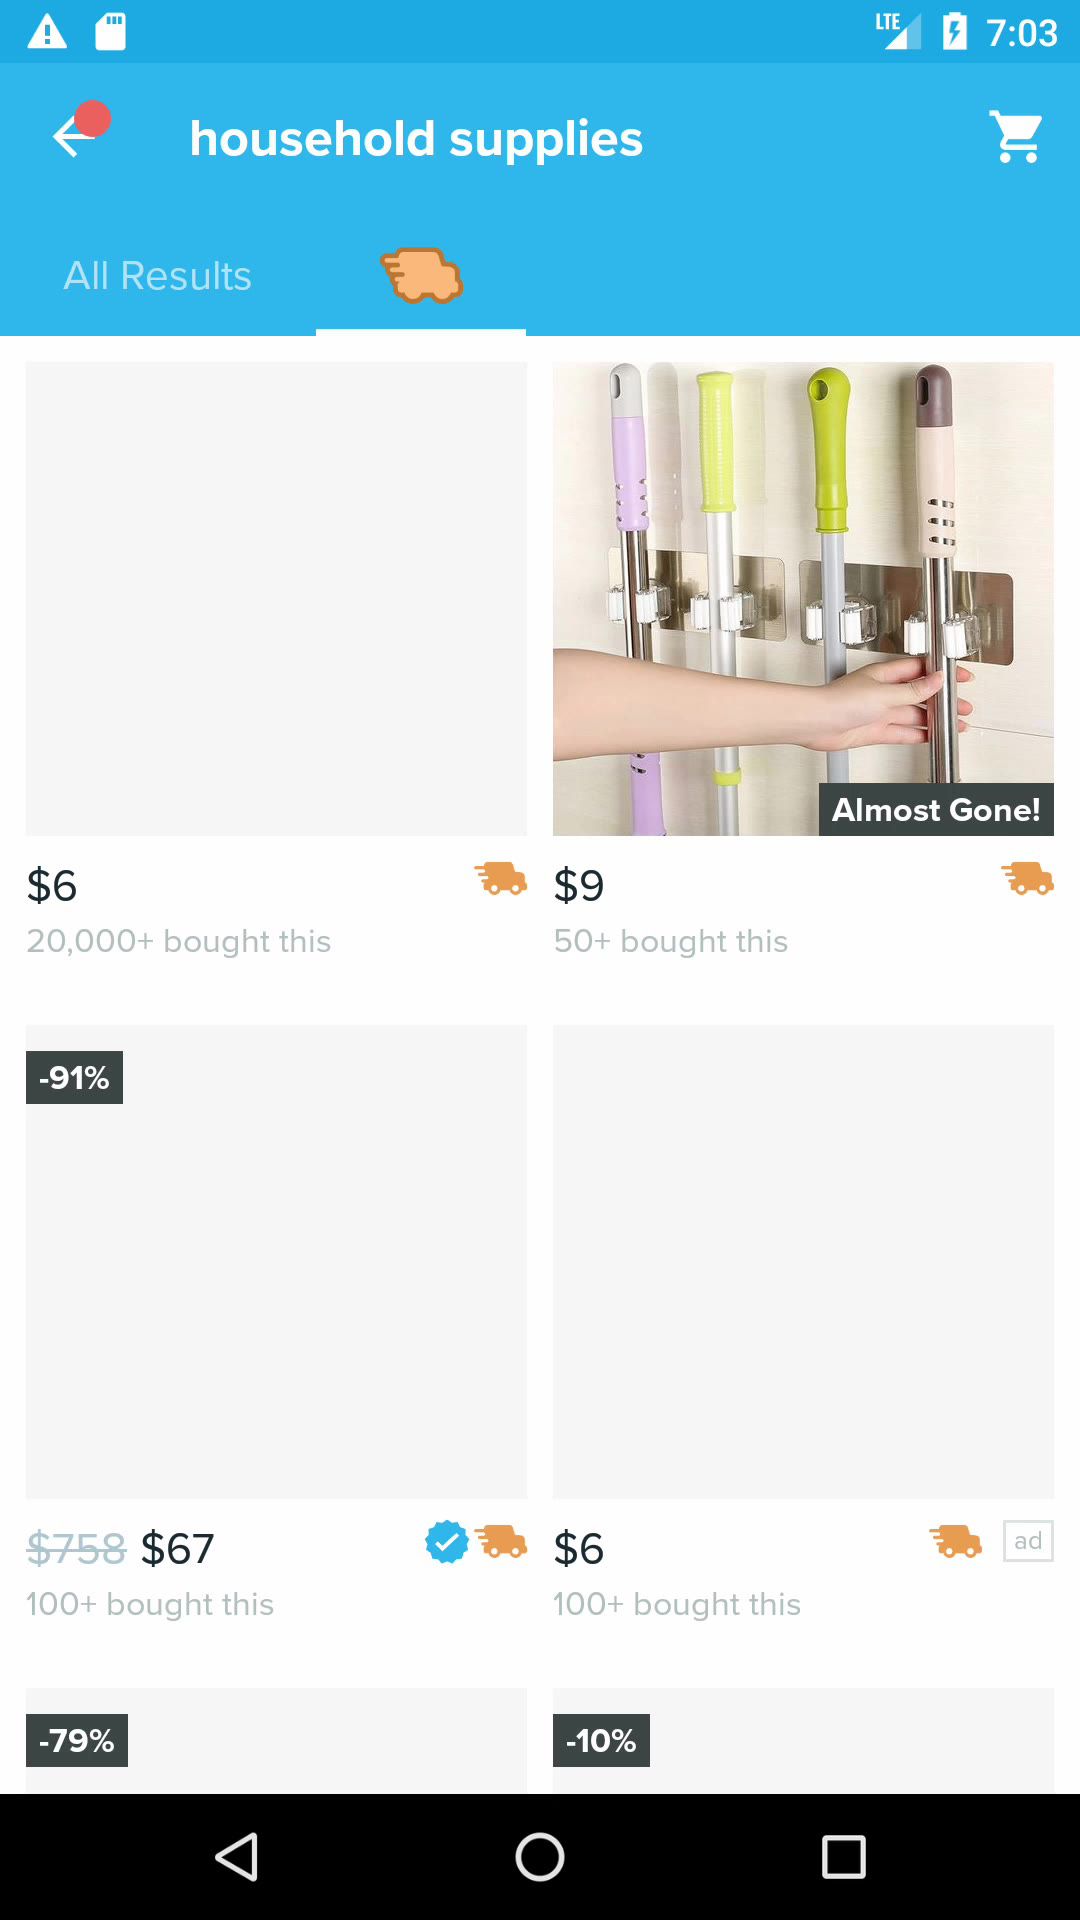 LTE 7:03
household supplies
All Results
Almost Gone!
$6
20,000+ bought this
$9
50+ bought this
-91%
$758 $67
100+ bought this
$6 ad
100+ bought this
-79%
-10%